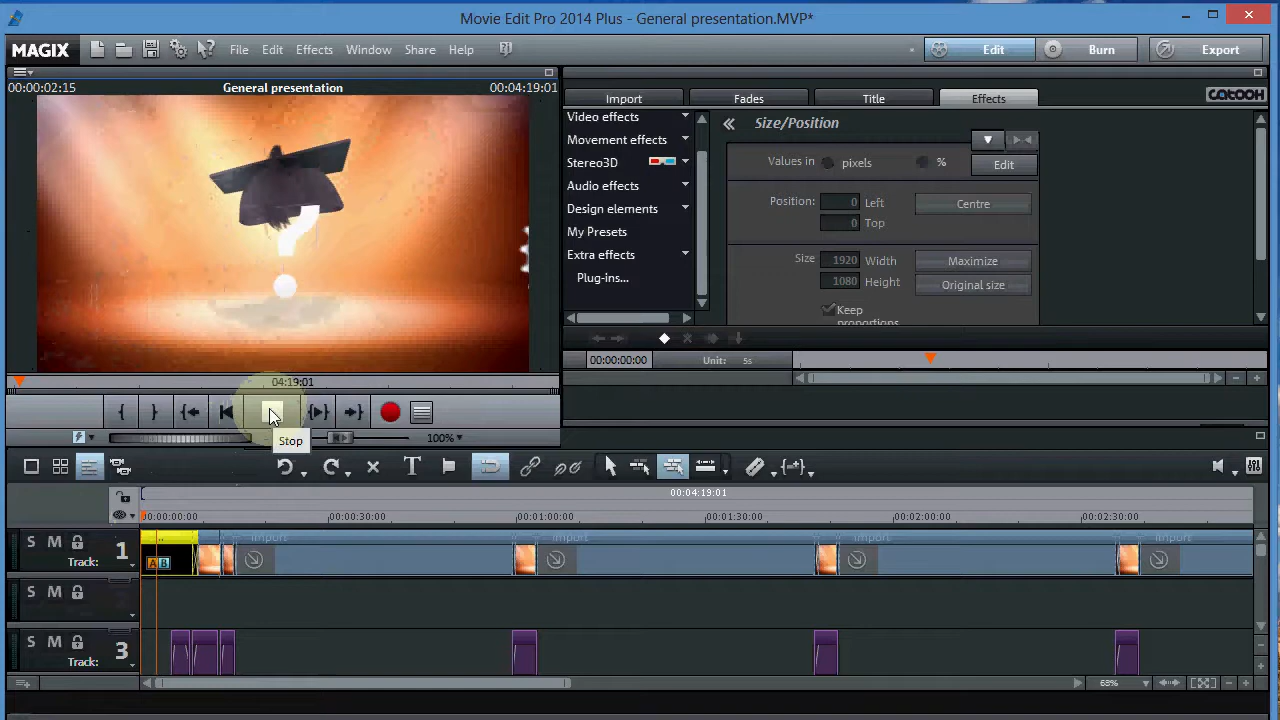 Movie Edit Pro 2014 Plus - General presentation.MVP*
MAGIX File Edit Effects Window Share Help Edit Burn Export
00:00:02:15 General presentation 00:04:19:01
Import Fades Title Effects catooh
Video effects
Movement effects
Stereo3D
Audio effects
Design elements
My Presets
Extra effects
Plug-ins...
Size/Position
Values in pixels % Edit
Position: 0 Left Centre
0 Top
Size 1920 Width Maximize
1080 Height Original size
Keep
proportions
?
00:00:00:00 Unit: 5s
04:19:01
Stop
100%
00:04:19:01
00:00:00:00 00:00:30:00 00:01:00:00 00:01:30:00 00:02:00:00 00:02:30:00
S M 1
Track:
.. Import Import Import Import
A B
S M
S M 3
Track:
68%